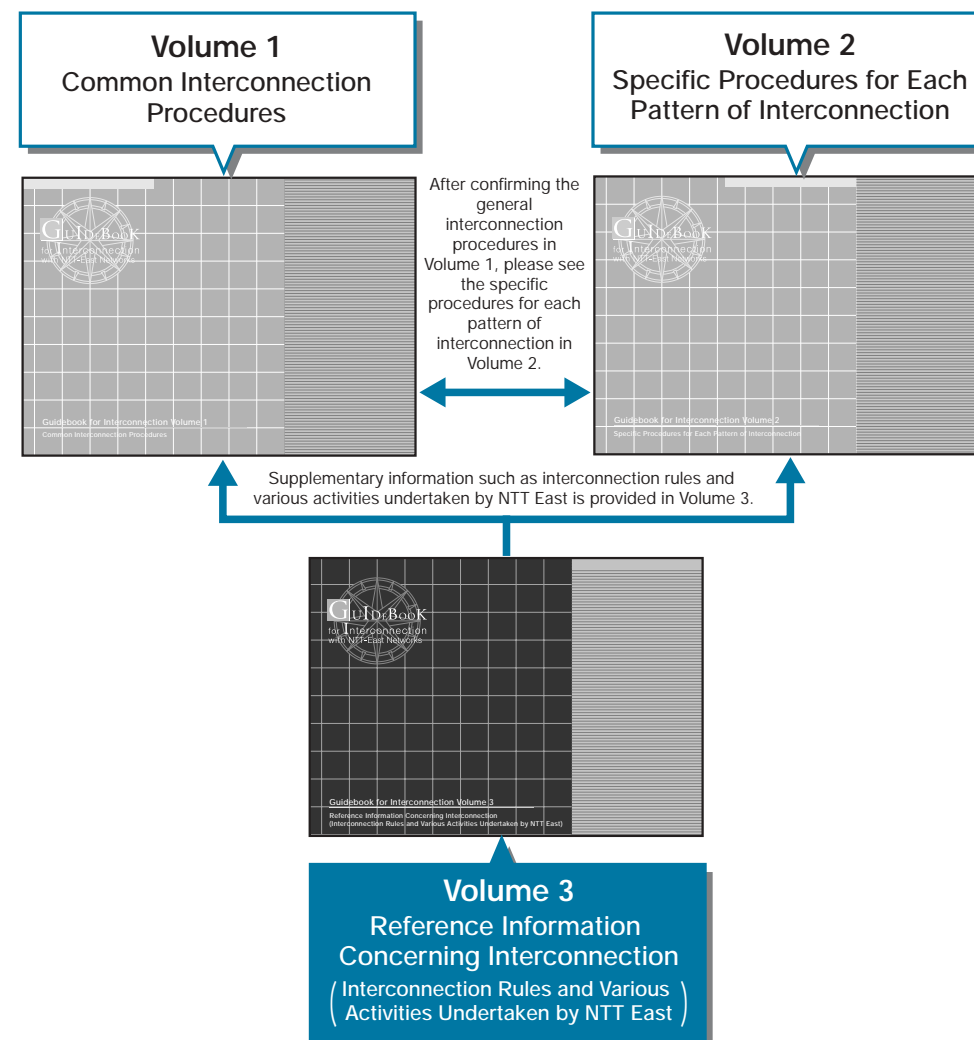 Volume 1
Common Interconnection
Procedures
Volume 2
Specific Procedures for Each
Pattern of Interconnection
GUIDEBOOK
for Interconnection
with NTT-East Networks
Guidebook for Interconnection Volume 1
Common Interconnection Procedures
After confirming the
general
interconnection
procedures in
Volume 1, please see
the specific
procedures for each
pattern of
interconnection in
Volume 2.
GUIDEBOOK
for Interconnection
with NTT-East Networks
Guidebook for Interconnection Volume 2
Specific Procedures for Each Pattern of Interconnection
Supplementary information such as interconnection rules and
various activities undertaken by NTT East is provided in Volume 3.
GUIDEBOOK
for Interconnection
with NTT-East Networks
Guidebook for Interconnection Volume 3
Reference Information Concerning Interconnection
(Interconnection Rules and Various Activities Undertaken by NTT East)
Volume 3
Reference Information
Concerning Interconnection
(Interconnection Rules and Various
Activities Undertaken by NTT East)